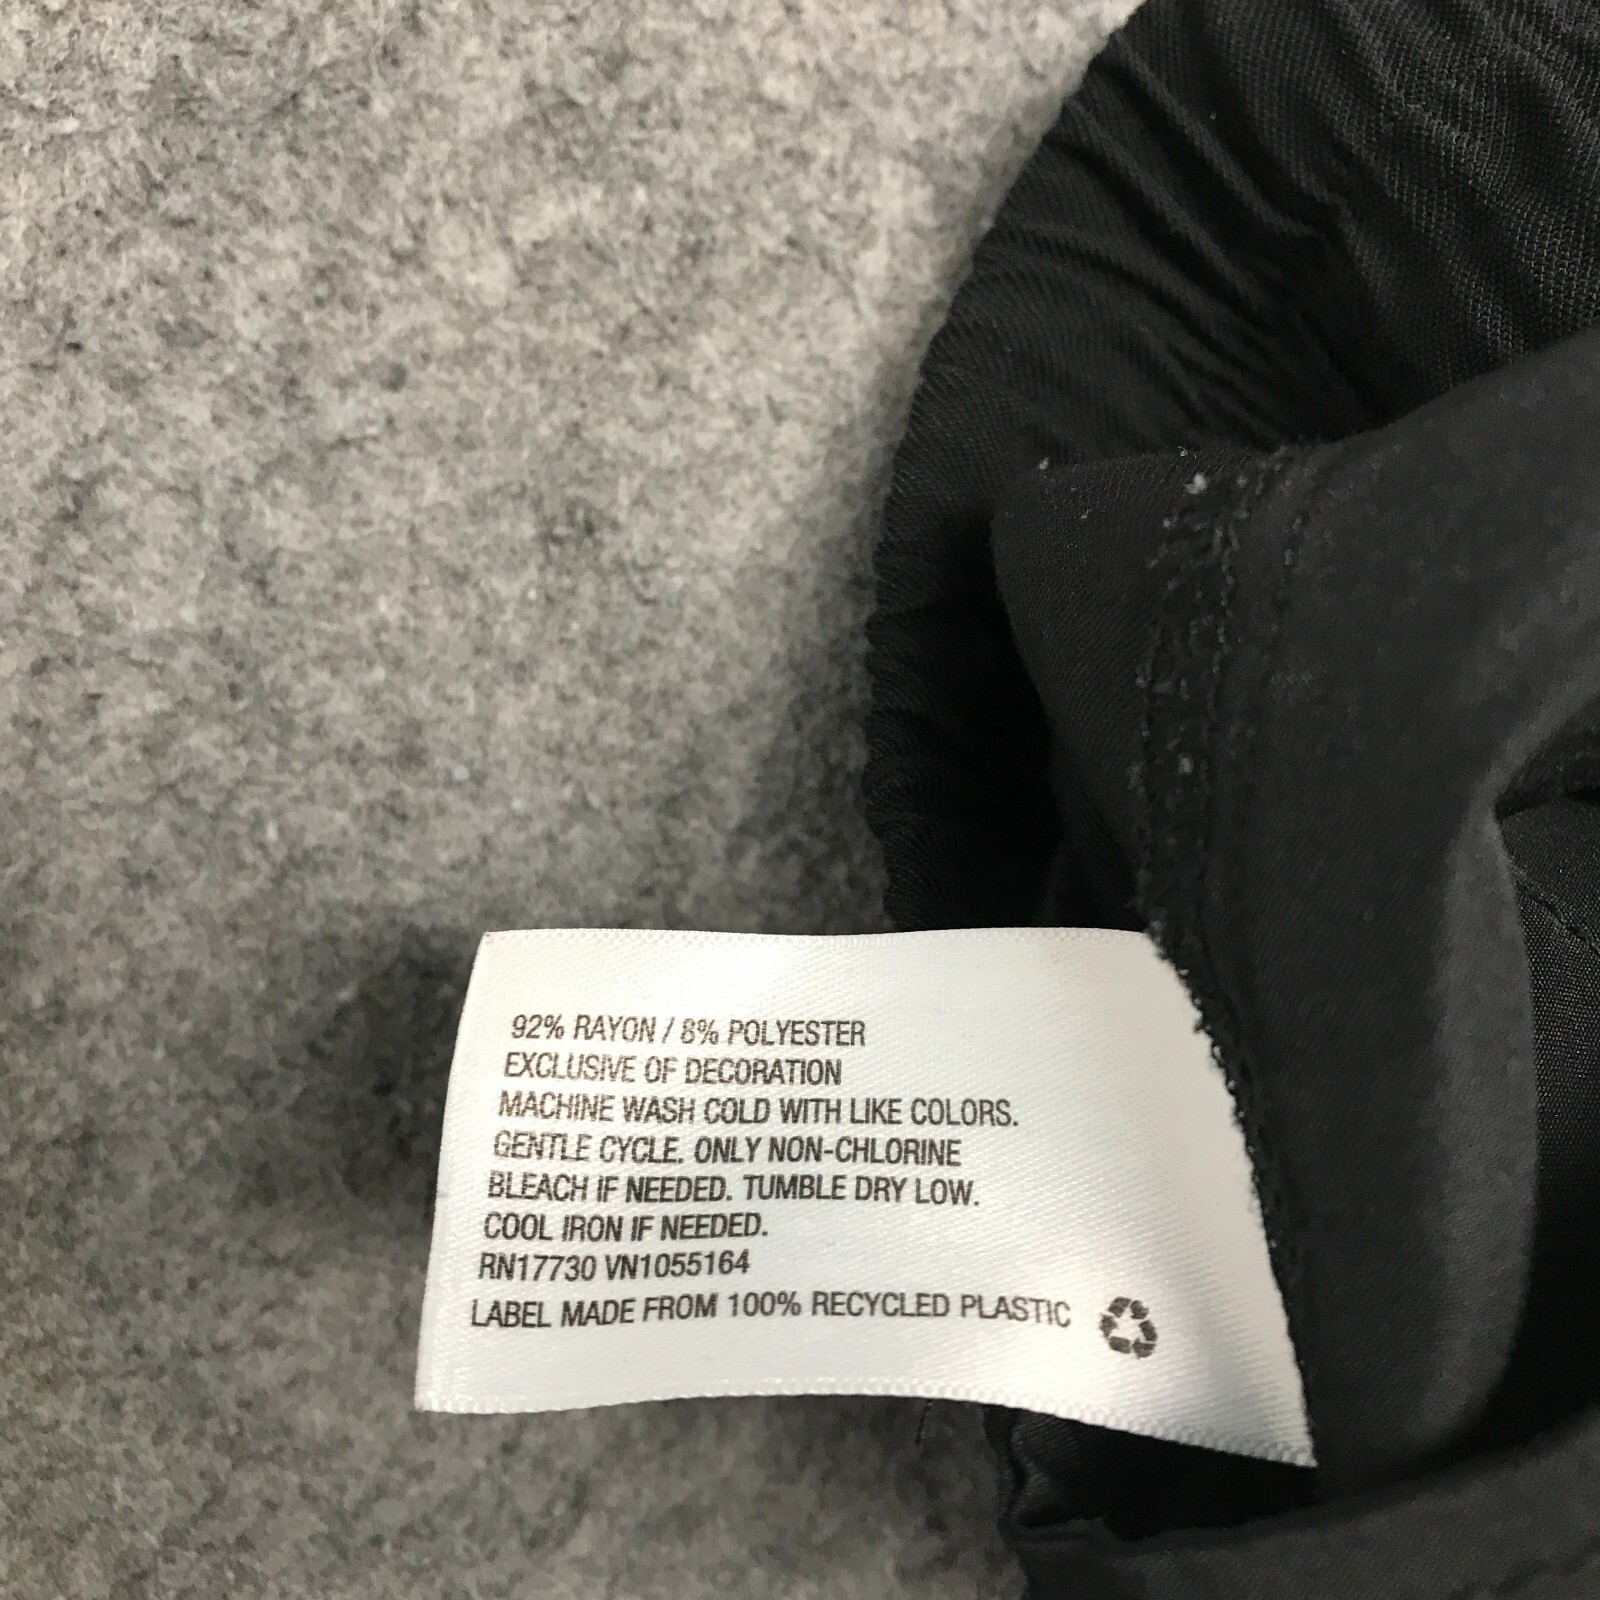 92% RAYON / 8% POLYESTER
EXCLUSIVE OF DECORATION
MACHINE WASH COLD WITH LIKE COLORS.
GENTLE CYCLE. ONLY NON-CHLORINE
BLEACH IF NEEDED. TUMBLE DRY LOW.
COOL IRON IF NEEDED.
RN17730 VN1055164
LABEL MADE FROM 100% RECYCLED PLASTIC